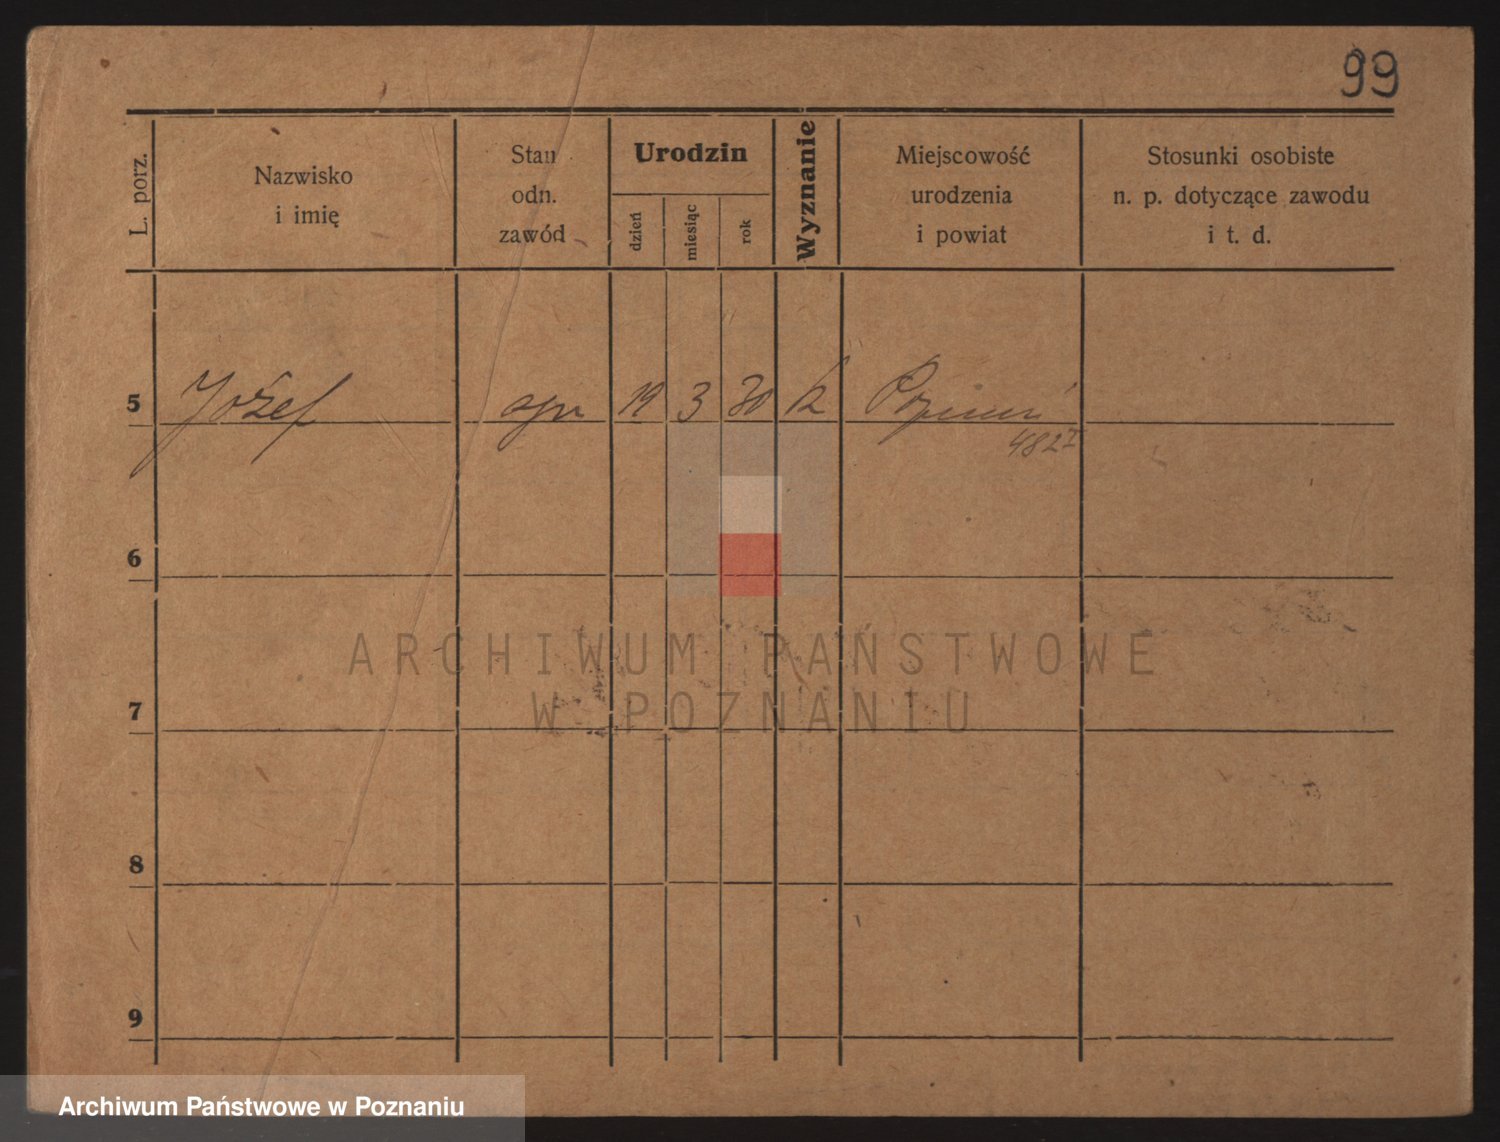 99
L. porz.
Nazwisko
i imię
Stan
odn.
zawód
Urodzin
dzień
miesiąc
rok
Wyznanie
Miejscowość
urodzenia
i powiat
Stosunki osobiste
n. p. dotyczące zawodu
i t. d.
5 Józef 19 3 30 k Poznań
6
ARCHIWUM PAŃSTWOWE
W POZNANIU
7
8
9
Archiwum Państwowe w Poznaniu